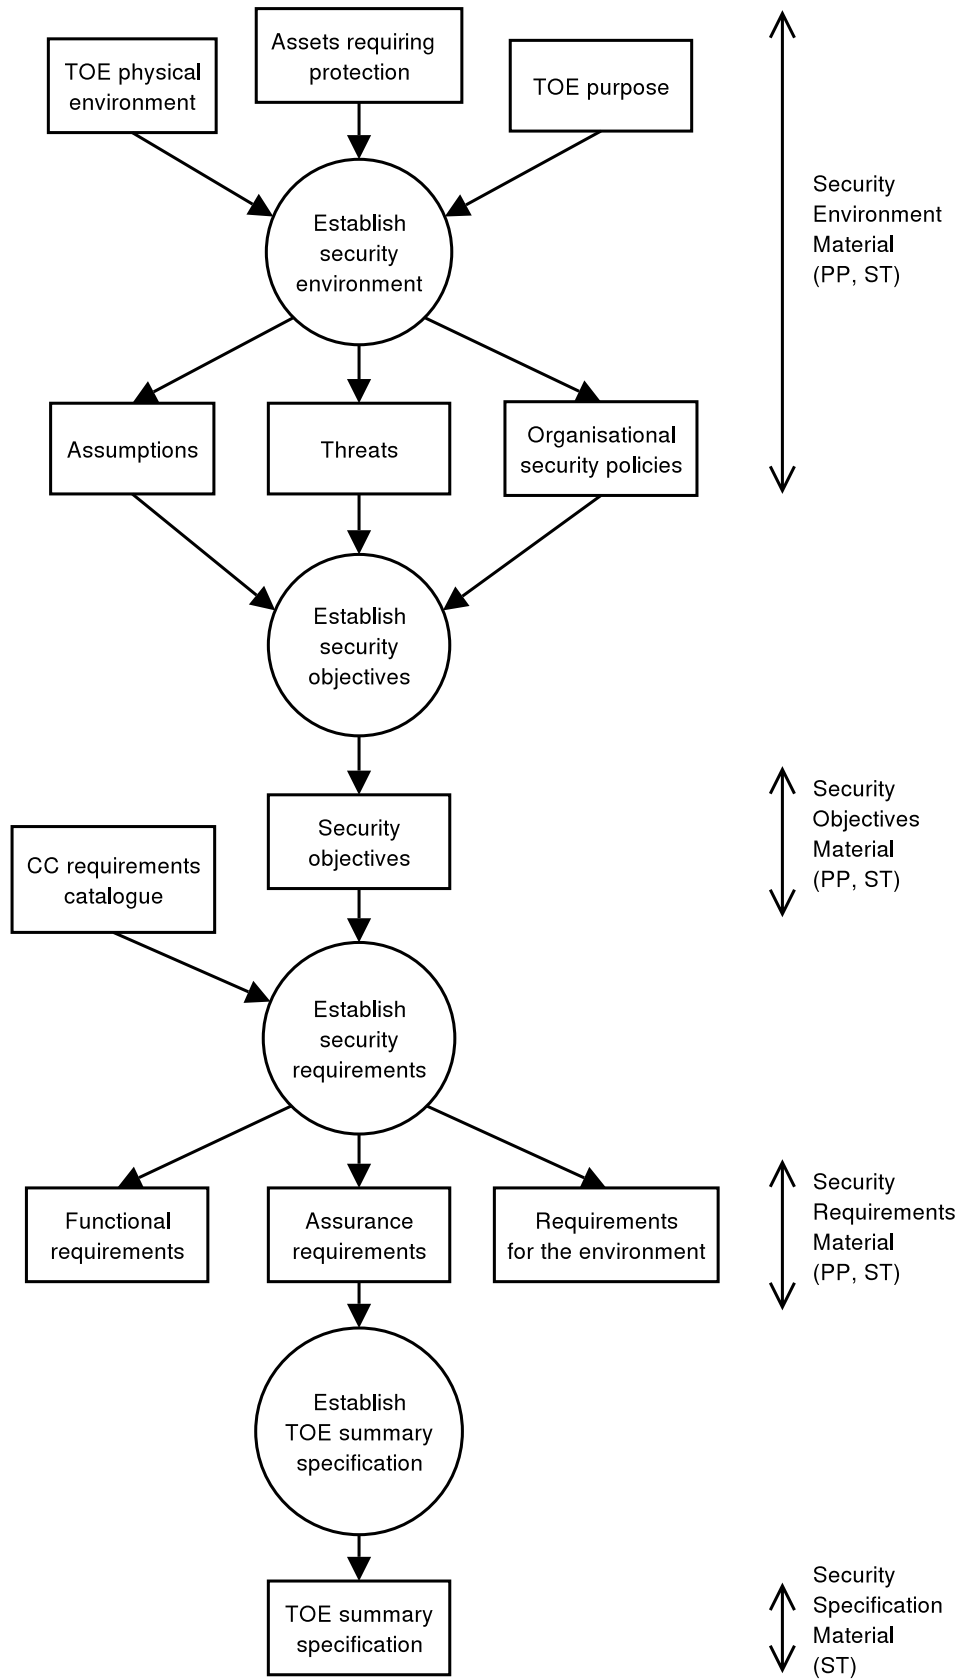 Assets requiring
protection
TOE physical
environment
TOE purpose
Security
Environment
Material
(PP, ST)
Establish
security
environment
Assumptions
Threats
Organisational
security policies
Establish
security
objectives
Security
Objectives
Material
(PP, ST)
Security
objectives
CC requirements
catalogue
Establish
security
requirements
Security
Requirements
Material
(PP, ST)
Functional
requirements
Assurance
requirements
Requirements
for the environment
Establish
TOE summary
specification
Security
Specification
Material
(ST)
TOE summary
specification